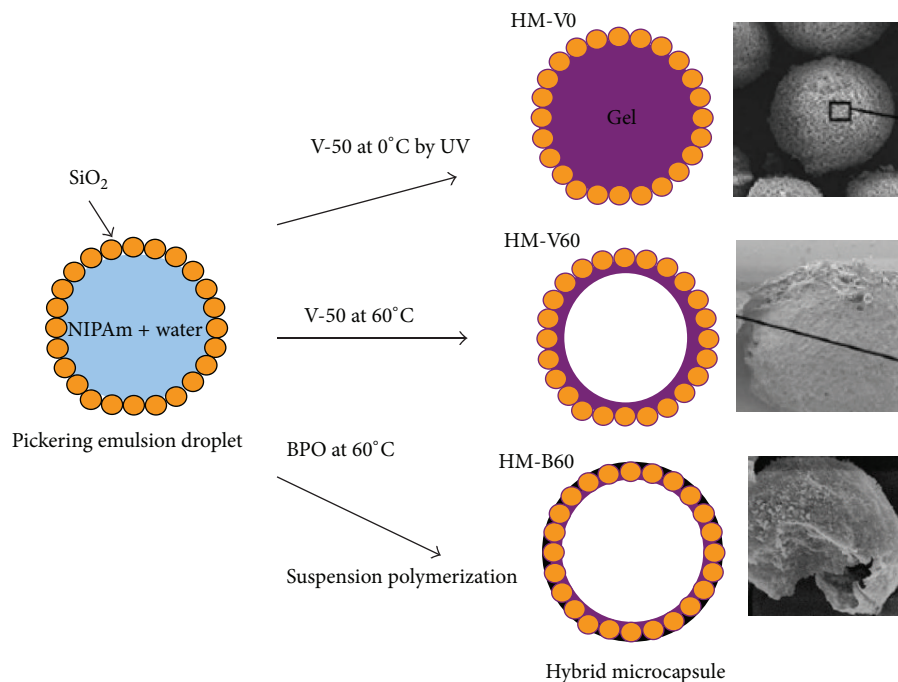 HM-V0
Gel
V-50 at 0°C by UV
SiO₂
HM-V60
NIPAm + water
V-50 at 60°C
Pickering emulsion droplet
BPO at 60°C
HM-B60
Suspension polymerization
Hybrid microcapsule